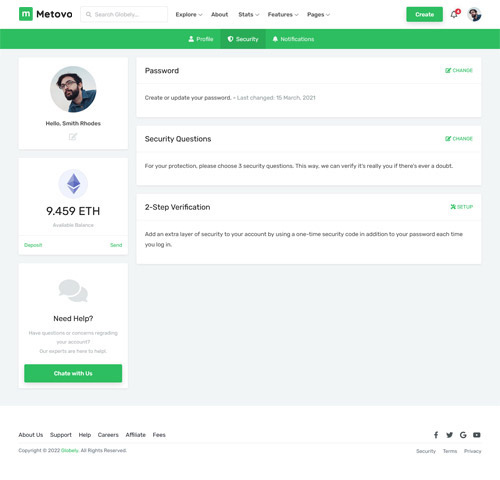 m Metovo
Search Globely...
Explore
About
Stats
Features
Pages
Create
4
Profile
Security
Notifications
Hello, Smith Rhodes
9.459 ETH
Available Balance
Deposit
Send
Need Help?
Have questions or concerns regrading
your account?
Our experts are here to help!.
Chate with Us
Password
CHANGE
Create or update your password. - Last changed: 15 March, 2021
Security Questions
CHANGE
For your protection, please choose 3 security questions. This way, we can verify it's really you if there's ever a doubt.
2-Step Verification
SETUP
Add an extra layer of security to your account by using a one-time security code in addition to your password each time
you log in.
About Us
Support
Help
Careers
Affiliate
Fees
Copyright © 2022 Globely. All Rights Reserved.
Security
Terms
Privacy